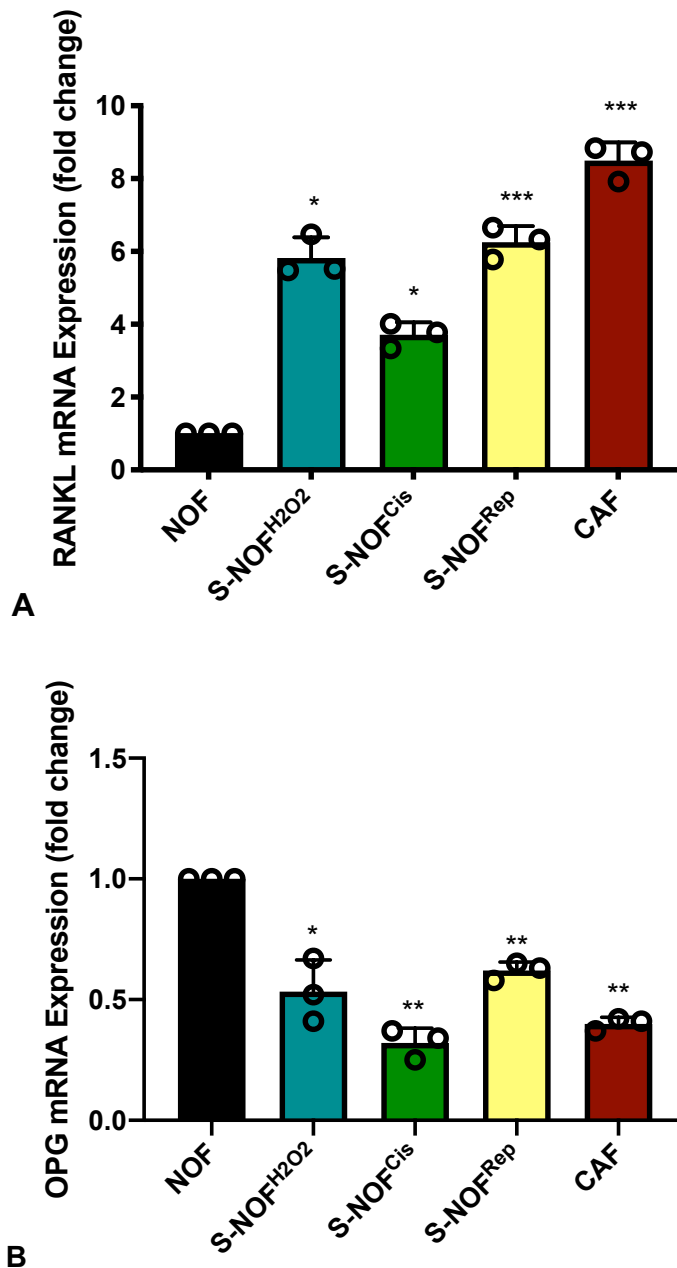 RANKL mRNA Expression (fold change)
10
8
6
4
2
0
*
*
***
***
NOF
S-NOF^H2O2
S-NOF^Cis
S-NOF^Rep
CAF
A
OPG mRNA Expression (fold change)
1.5
1.0
0.5
0.0
*
**
**
**
NOF
S-NOF^H2O2
S-NOF^Cis
S-NOF^Rep
CAF
B